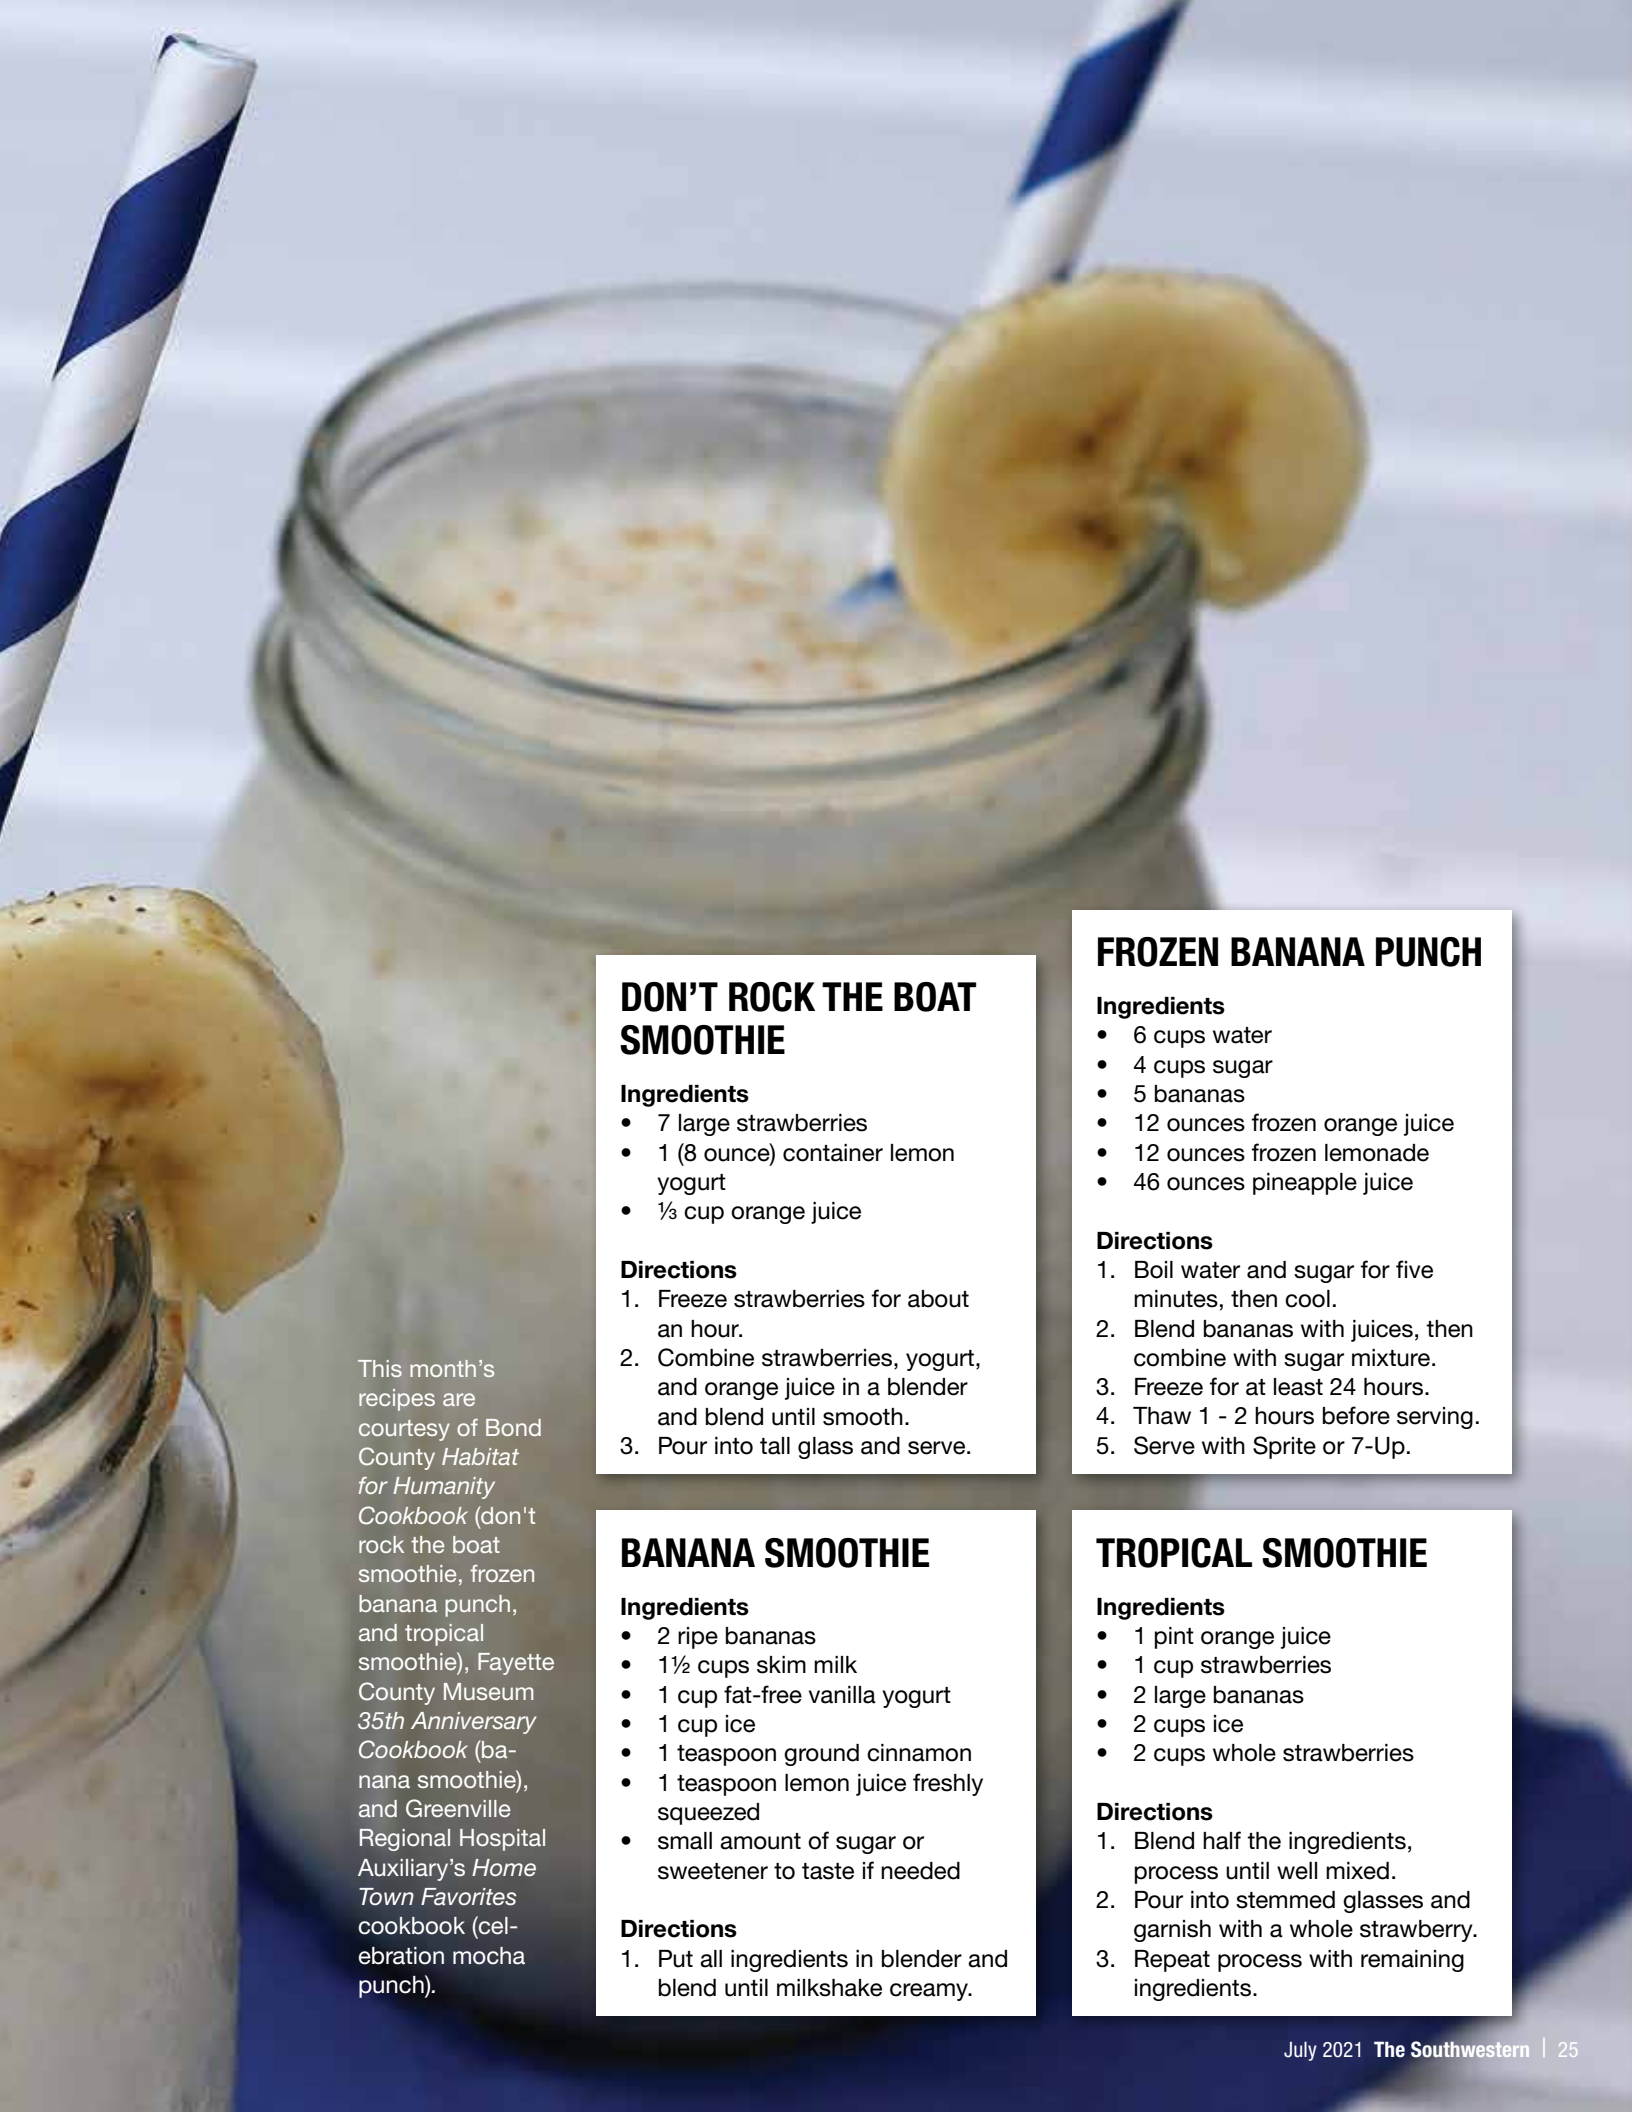 DON’T ROCK THE BOAT
SMOOTHIE
Ingredients
• 7 large strawberries
• 1 (8 ounce) container lemon
yogurt
• ⅓ cup orange juice
Directions
1. Freeze strawberries for about
an hour.
2. Combine strawberries, yogurt,
and orange juice in a blender
and blend until smooth.
3. Pour into tall glass and serve.
FROZEN BANANA PUNCH
Ingredients
• 6 cups water
• 4 cups sugar
• 5 bananas
• 12 ounces frozen orange juice
• 12 ounces frozen lemonade
• 46 ounces pineapple juice
Directions
1. Boil water and sugar for five
minutes, then cool.
2. Blend bananas with juices, then
combine with sugar mixture.
3. Freeze for at least 24 hours.
4. Thaw 1 - 2 hours before serving.
5. Serve with Sprite or 7-Up.
This month’s
recipes are
courtesy of Bond
County Habitat
for Humanity
Cookbook (don't
rock the boat
smoothie, frozen
banana punch,
and tropical
smoothie), Fayette
County Museum
35th Anniversary
Cookbook (ba-
nana smoothie),
and Greenville
Regional Hospital
Auxiliary’s Home
Town Favorites
cookbook (cel-
ebration mocha
punch).
BANANA SMOOTHIE
Ingredients
• 2 ripe bananas
• 1½ cups skim milk
• 1 cup fat-free vanilla yogurt
• 1 cup ice
• 1 teaspoon ground cinnamon
• 1 teaspoon lemon juice freshly
squeezed
• small amount of sugar or
sweetener to taste if needed
Directions
1. Put all ingredients in blender and
blend until milkshake creamy.
TROPICAL SMOOTHIE
Ingredients
• 1 pint orange juice
• 1 cup strawberries
• 2 large bananas
• 2 cups ice
• 2 cups whole strawberries
Directions
1. Blend half the ingredients,
process until well mixed.
2. Pour into stemmed glasses and
garnish with a whole strawberry.
3. Repeat process with remaining
ingredients.
July 2021 The Southwestern | 25